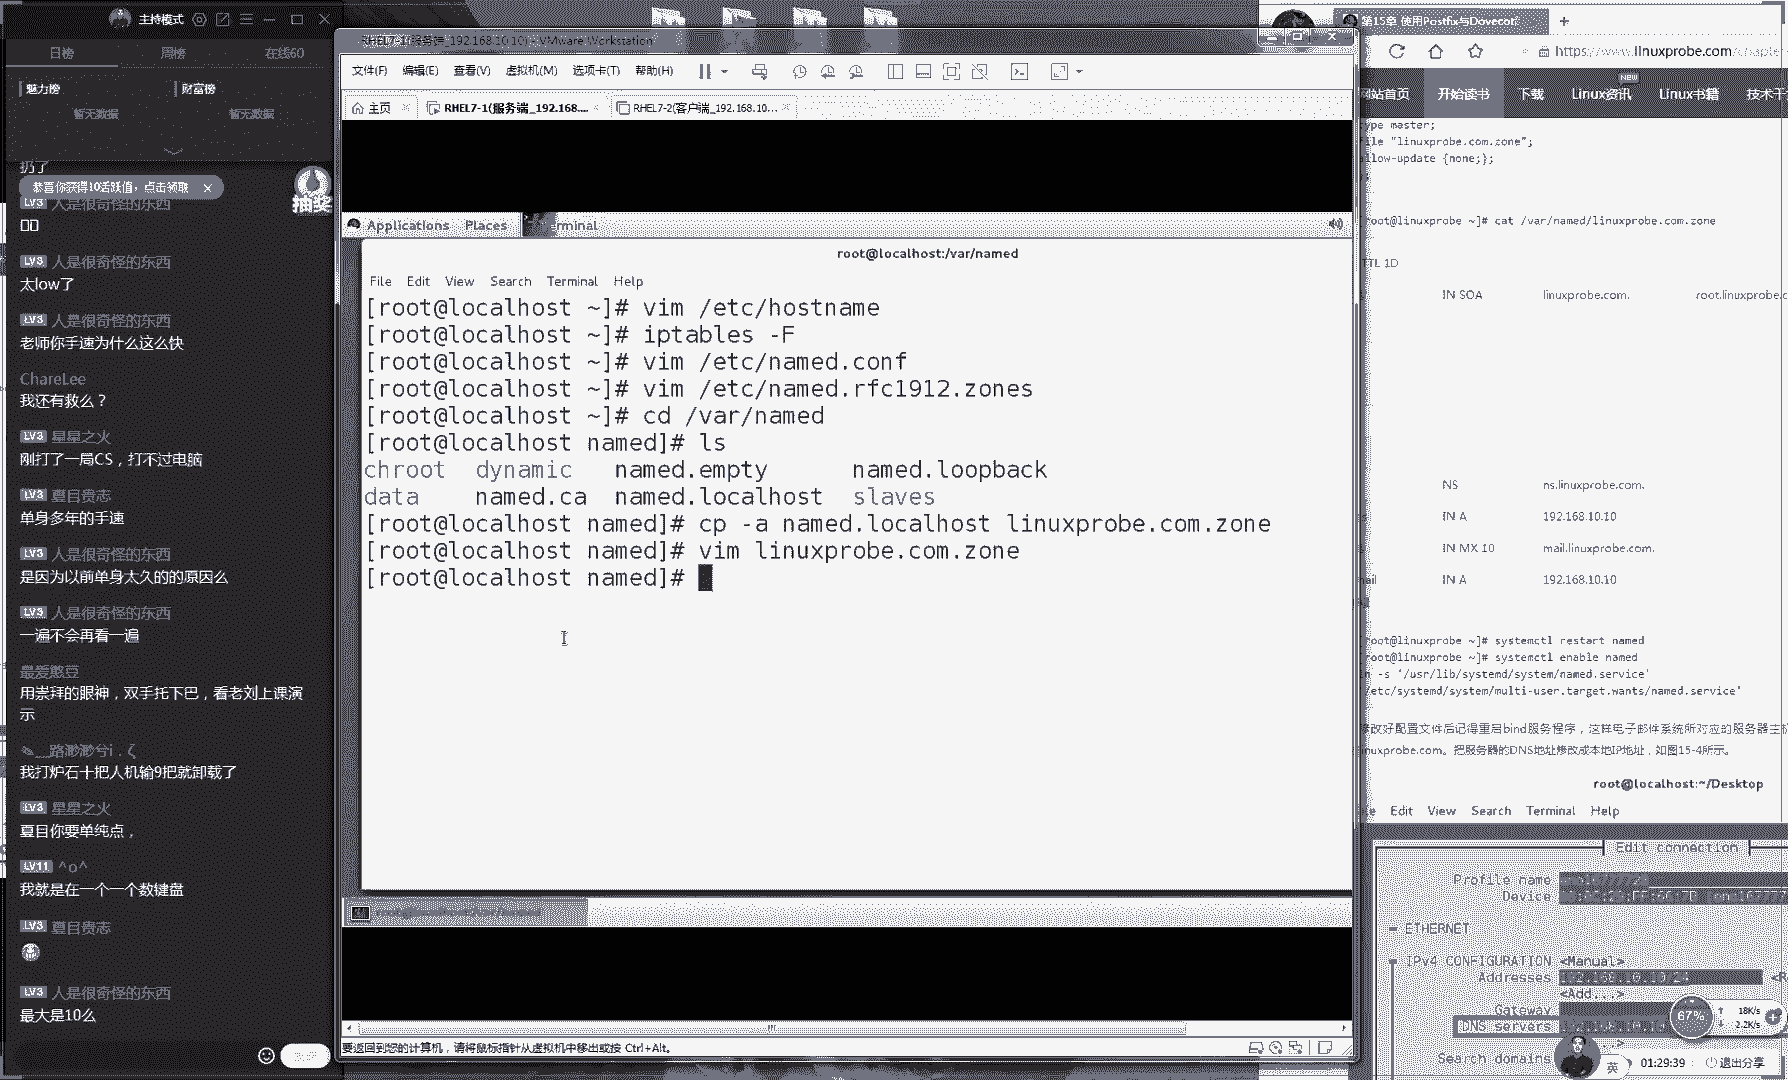 主持模式
日榜 周榜 在线60
魅力榜 财富榜
暂无数据 暂无数据
扔了
恭喜你获得10活跃值，点击领取
抽奖
LV3 人是很奇怪的东西
LV3 人是很奇怪的东西
太low了
LV3 人是很奇怪的东西
老师你手速为什么这么快
ChareLee
我还有救么？
LV3 星星之火
刚打了一局CS，打不过电脑
LV3 夏目贵志
单身多年的手速
LV3 人是很奇怪的东西
是因为以前单身太久的的原因么
LV3 人是很奇怪的东西
一遍不会再看一遍
最爱憨豆
用崇拜的眼神，双手托下巴，看老刘上课演
示
我打炉石十把人机输9把就卸载了
LV3 星星之火
夏目你要单纯点，
LV11 ^o^
我就是在一个一个数键盘
LV3 夏目贵志
LV3 人是很奇怪的东西
最大是10么
RHEL7-1(服务端_192.168.10.10) - VMware Workstation
文件(F) 编辑(E) 查看(V) 虚拟机(M) 选项卡(T) 帮助(H)
主页 RHEL7-1(服务端_192.168.... RHEL7-2(客户端_192.168.10...
Applications Places Terminal
root@localhost:/var/named
File Edit View Search Terminal Help
[root@localhost ~]# vim /etc/hostname
[root@localhost ~]# iptables -F
[root@localhost ~]# vim /etc/named.conf
[root@localhost ~]# vim /etc/named.rfc1912.zones
[root@localhost ~]# cd /var/named
[root@localhost named]# ls
chroot dynamic named.empty named.loopback
data named.ca named.localhost slaves
[root@localhost named]# cp -a named.localhost linuxprobe.com.zone
[root@localhost named]# vim linuxprobe.com.zone
[root@localhost named]#
要返回到您的计算机，请将鼠标指针从虚拟机中移出或按 Ctrl+Alt。
第15章 使用Postfix与Dovecot
https://www.linuxprobe.com/chapter
网站首页 开始读书 下载 Linux资讯 Linux书籍 技术干
NEW
ype master;
file "linuxprobe.com.zone";
allow-update {none;};
root@linuxprobe ~]# cat /var/named/linuxprobe.com.zone
TTL 1D
IN SOA linuxprobe.com. root.linuxprobe.c
NS ns.linuxprobe.com.
IN A 192.168.10.10
IN MX 10 mail.linuxprobe.com.
mail IN A 192.168.10.10
root@linuxprobe ~]# systemctl restart named
root@linuxprobe ~]# systemctl enable named
ln -s '/usr/lib/systemd/system/named.service'
/etc/systemd/system/multi-user.target.wants/named.service'
修改好配置文件后记得重启bind服务程序，这样电子邮件系统所对应的服务器主机
linuxprobe.com。把服务器的DNS地址修改成本地IP地址，如图15-4所示。
root@localhost:~/Desktop
Edit View Search Terminal Help
Edit connection
Profile name
Device
ETHERNET
IPv4 CONFIGURATION <Manual>
Addresses 192.168.10.10/24
<Add...>
Gateway
DNS servers
Search domains
67%
18K/s
2.2K/s
英
01:29:39
退出分享